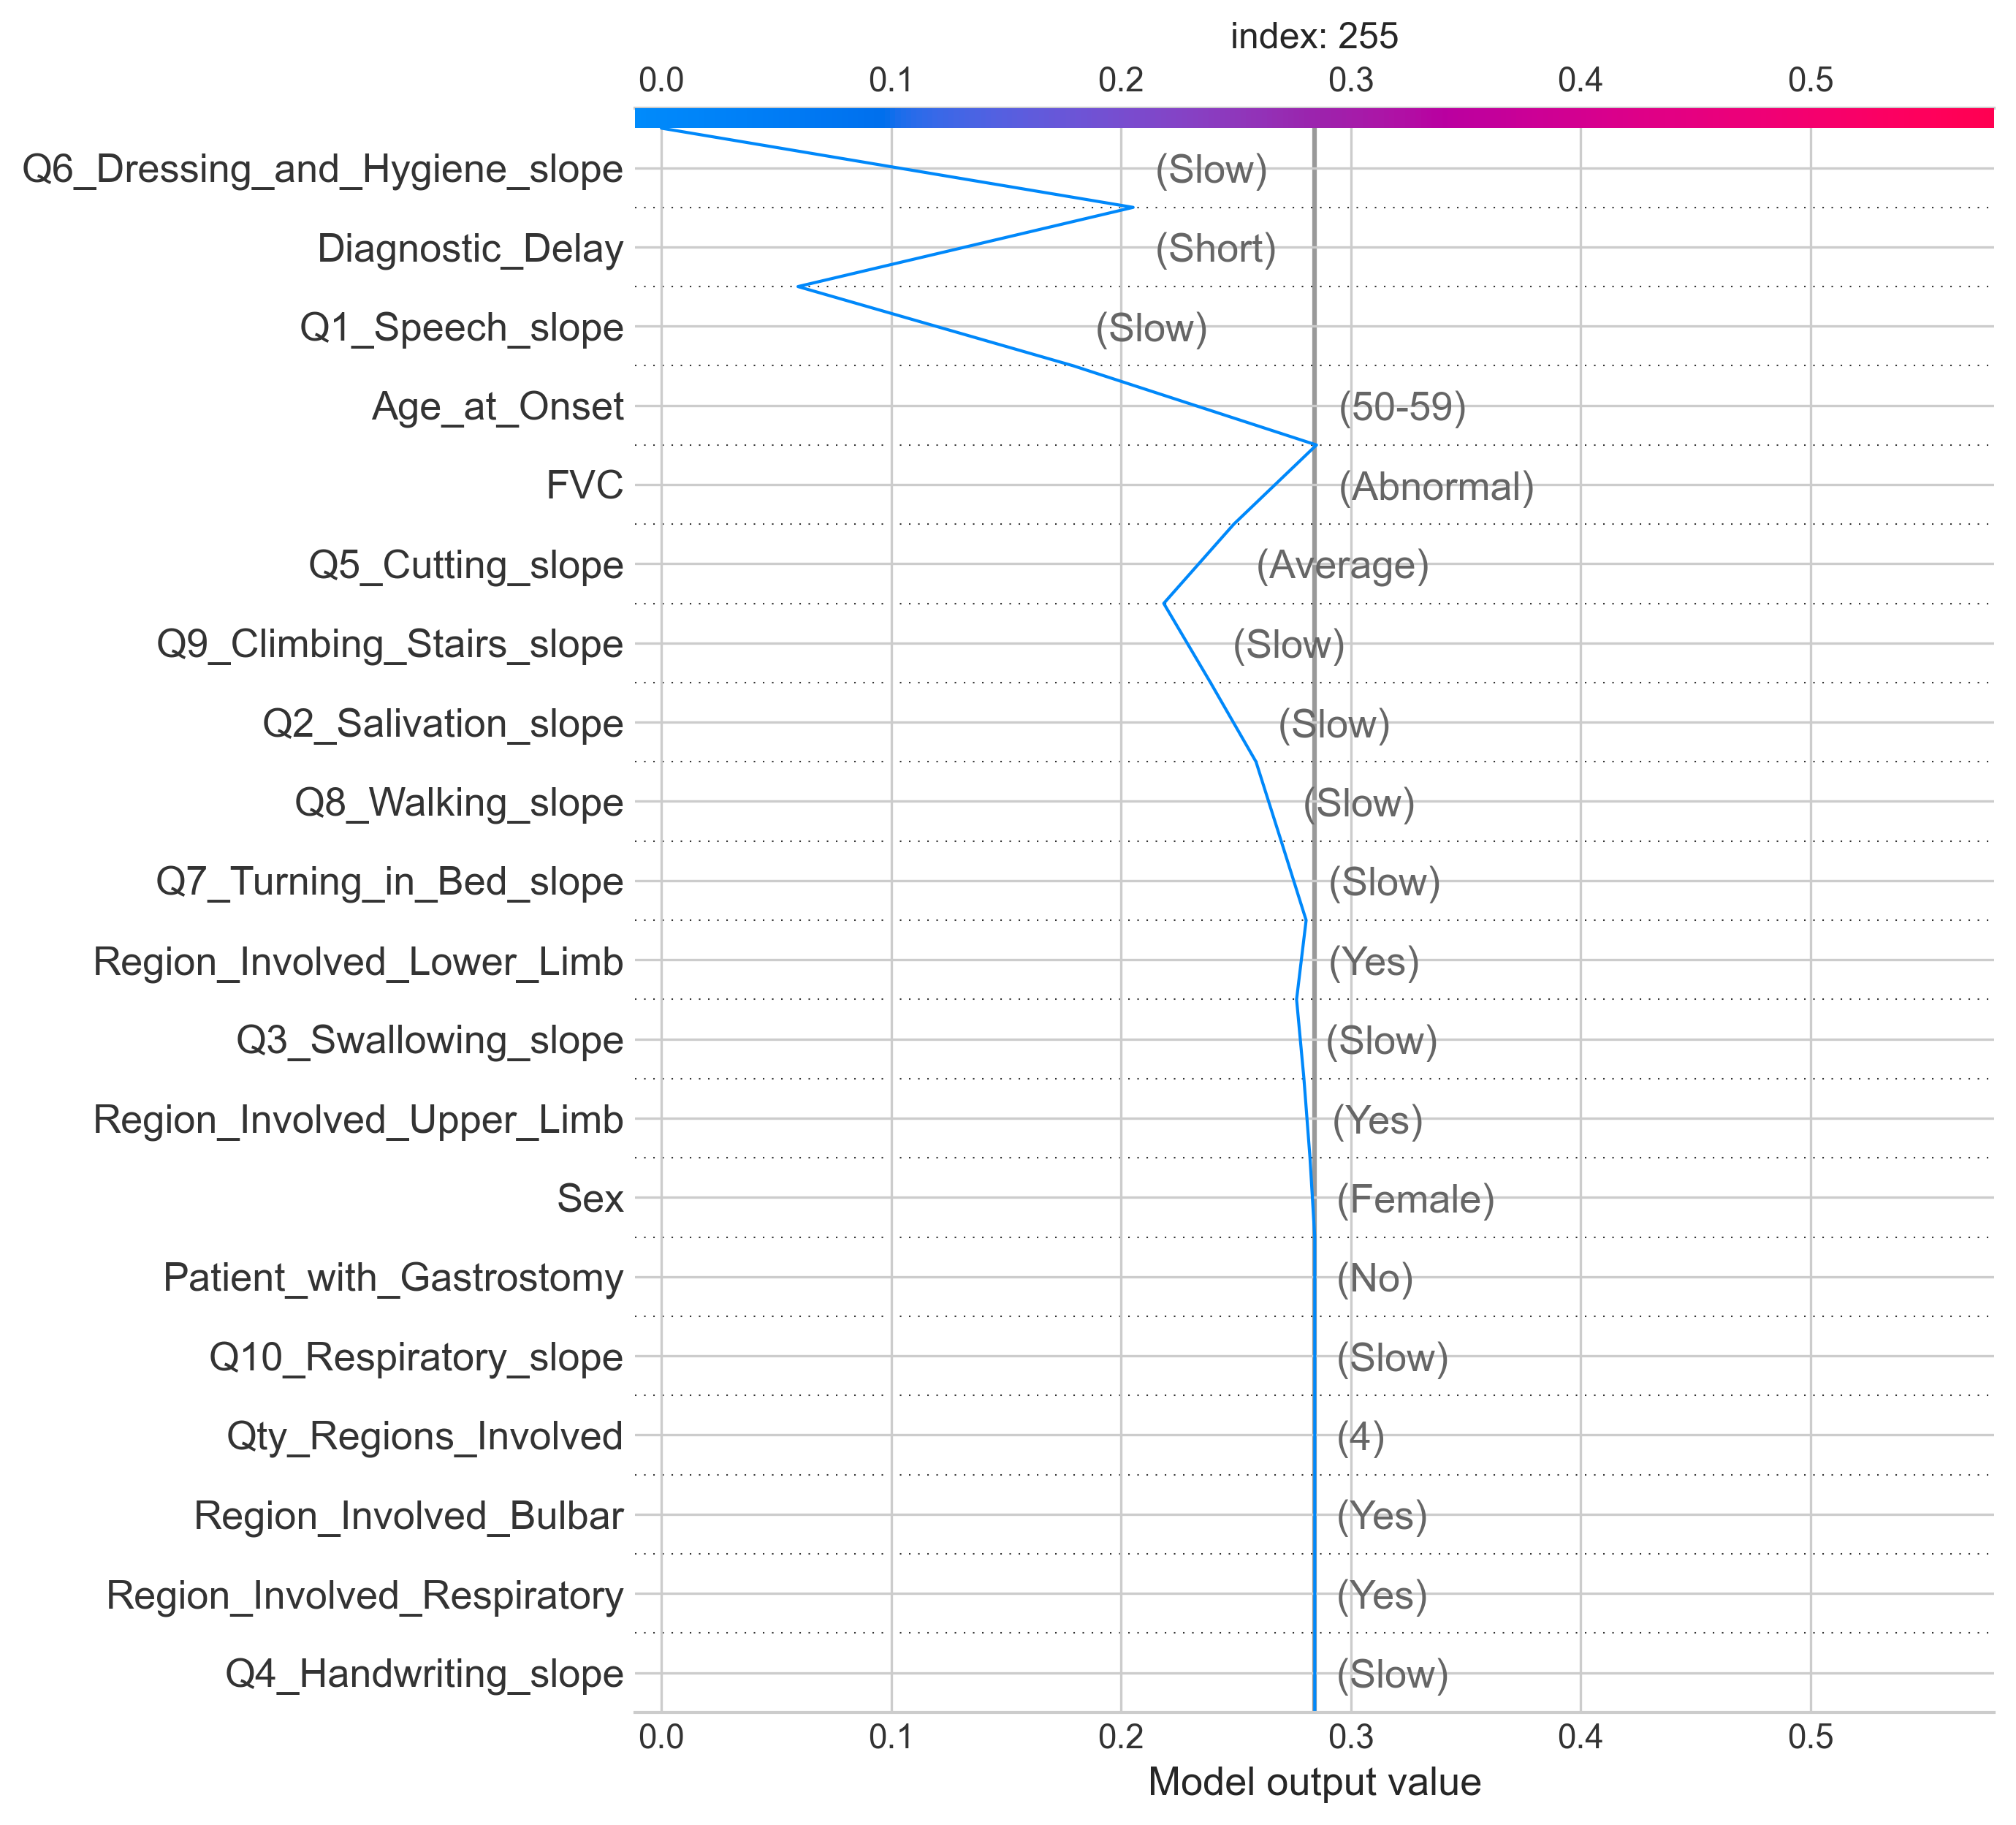 index: 255
0.0 0.1 0.2 0.3 0.4 0.5
Q6_Dressing_and_Hygiene_slope (Slow)
Diagnostic_Delay (Short)
Q1_Speech_slope (Slow)
Age_at_Onset (50-59)
FVC (Abnormal)
Q5_Cutting_slope (Average)
Q9_Climbing_Stairs_slope (Slow)
Q2_Salivation_slope (Slow)
Q8_Walking_slope (Slow)
Q7_Turning_in_Bed_slope (Slow)
Region_Involved_Lower_Limb (Yes)
Q3_Swallowing_slope (Slow)
Region_Involved_Upper_Limb (Yes)
Sex (Female)
Patient_with_Gastrostomy (No)
Q10_Respiratory_slope (Slow)
Qty_Regions_Involved (4)
Region_Involved_Bulbar (Yes)
Region_Involved_Respiratory (Yes)
Q4_Handwriting_slope (Slow)
0.0 0.1 0.2 0.3 0.4 0.5
Model output value